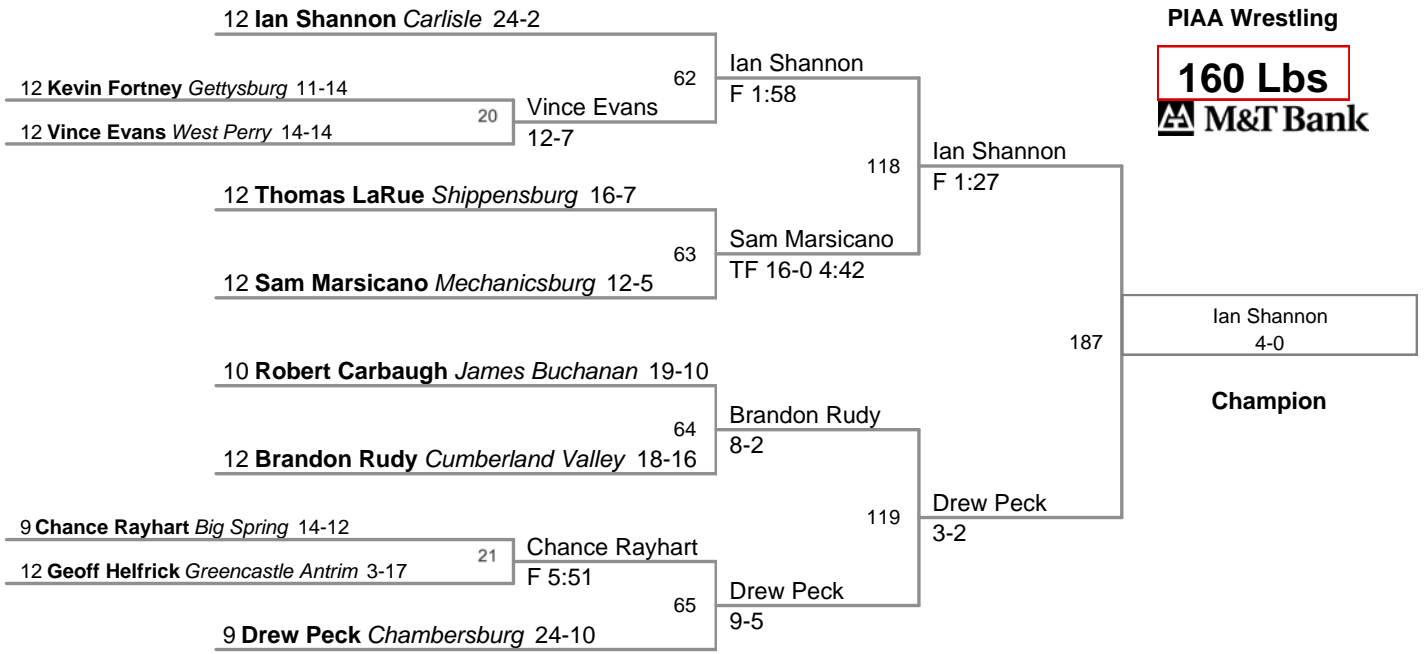 12 Ian Shannon Carlisle 24-2
PIAA Wrestling
160 Lbs
M&T Bank
62
Ian Shannon
F 1:58
12 Kevin Fortney Gettysburg 11-14
20
Vince Evans
12-7
12 Vince Evans West Perry 14-14
118
Ian Shannon
F 1:27
12 Thomas LaRue Shippensburg 16-7
63
Sam Marsicano
TF 16-0 4:42
12 Sam Marsicano Mechanicsburg 12-5
187
Ian Shannon
4-0
Champion
10 Robert Carbaugh James Buchanan 19-10
64
Brandon Rudy
8-2
12 Brandon Rudy Cumberland Valley 18-16
119
Drew Peck
3-2
9 Chance Rayhart Big Spring 14-12
21
Chance Rayhart
F 5:51
12 Geoff Helfrick Greencastle Antrim 3-17
65
Drew Peck
9-5
9 Drew Peck Chambersburg 24-10